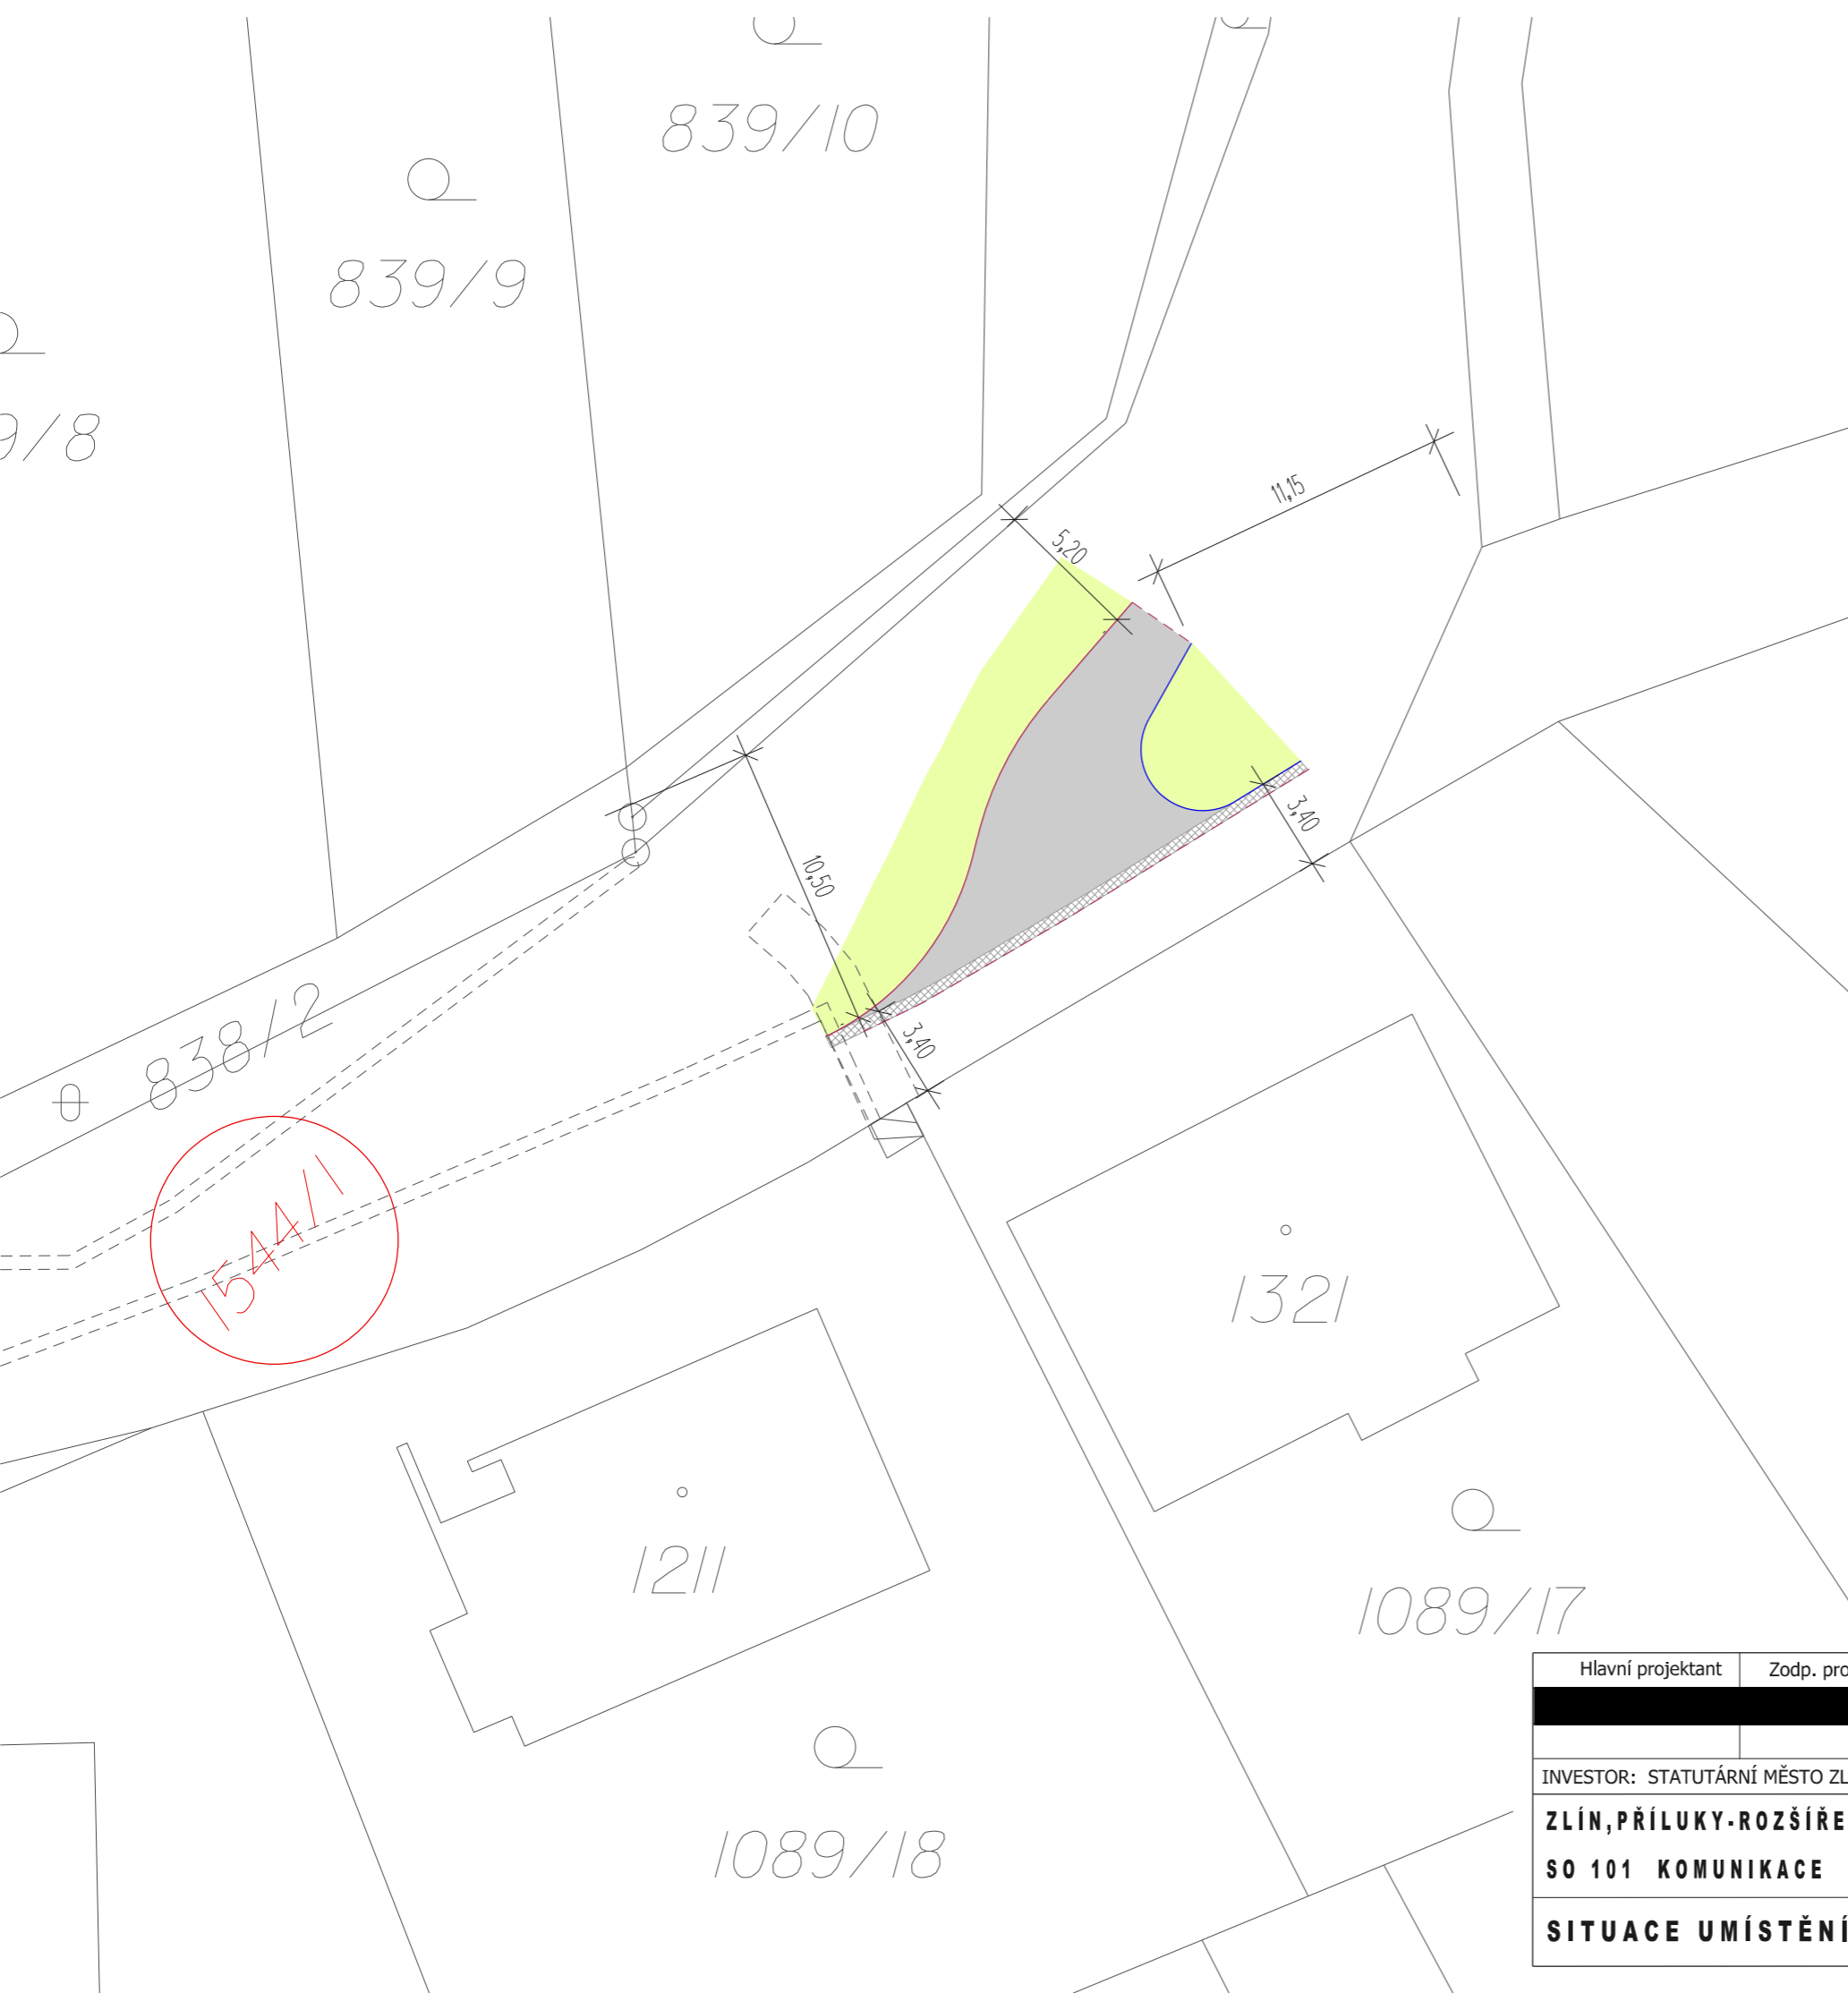 839/10
839/9
9/8
11,15
5,20
3,40
10,50
3,40
838/2
1544/1
1321
1211
1089/17
1089/18
Hlavní projektant Zodp. pro
INVESTOR: STATUTÁRNÍ MĚSTO ZL
ZLÍN,PŘÍLUKY-ROZŠÍŘE
SO 101 KOMUNIKACE
SITUACE UMÍSTĚNÍ